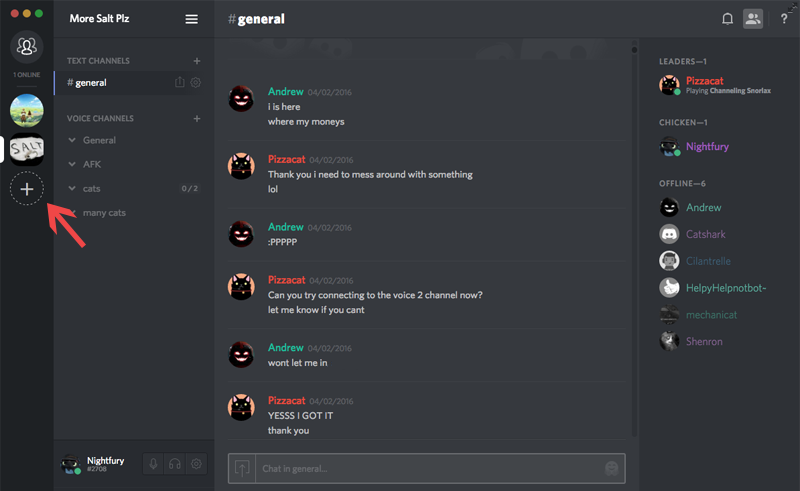 More Salt Plz
#general
1 ONLINE
TEXT CHANNELS
# general
SALT
VOICE CHANNELS
General
AFK
cats
0/2
many cats
Nightfury
#2708
Andrew 04/02/2016
i is here
where my moneys
Pizzacat 04/02/2016
Thank you i need to mess around with something
lol
Andrew 04/02/2016
:PPPPP
Pizzacat 04/02/2016
Can you try connecting to the voice 2 channel now?
let me know if you cant
Andrew 04/02/2016
wont let me in
Pizzacat 04/02/2016
YESSS I GOT IT
thank you
Chat in general...
?
LEADERS—1
Pizzacat
Playing Channeling Snorlax
CHICKEN—1
Nightfury
OFFLINE—6
Andrew
Catshark
Cilantrelle
HelpyHelpnotbot~
mechanicat
Shenron